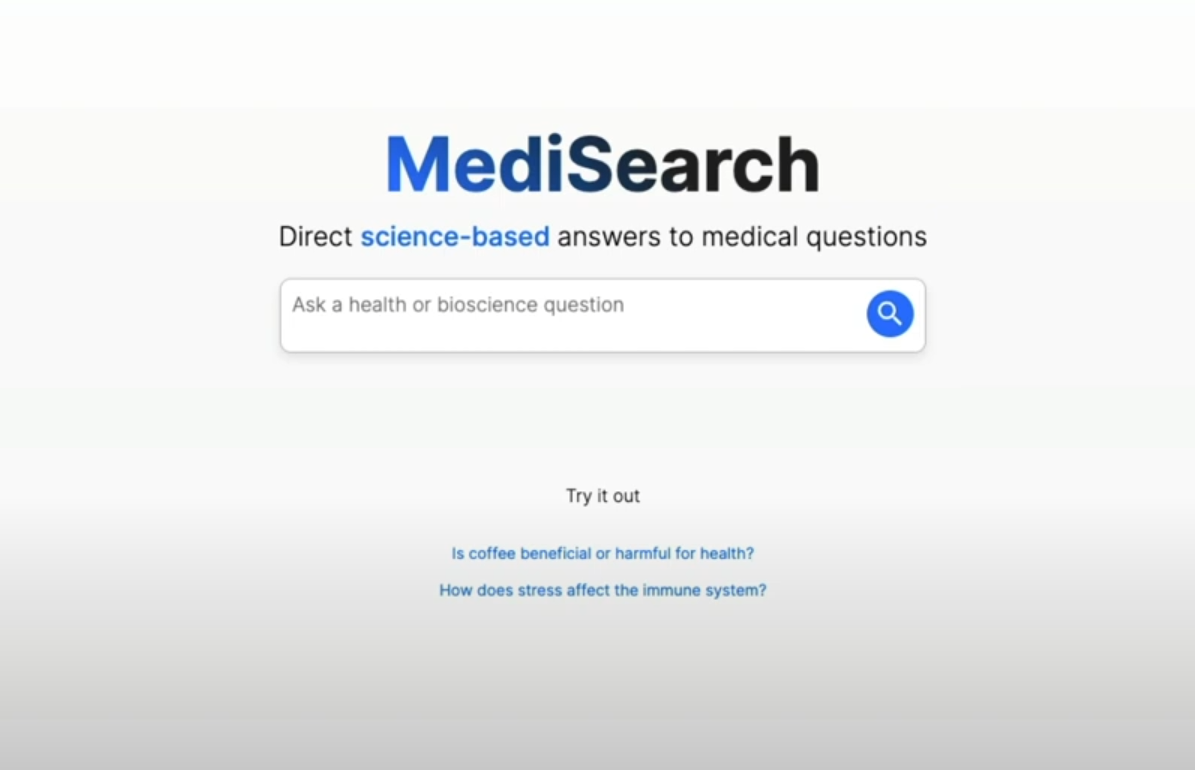 MediSearch
Direct science-based answers to medical questions
Ask a health or bioscience question
Try it out
Is coffee beneficial or harmful for health?
How does stress affect the immune system?